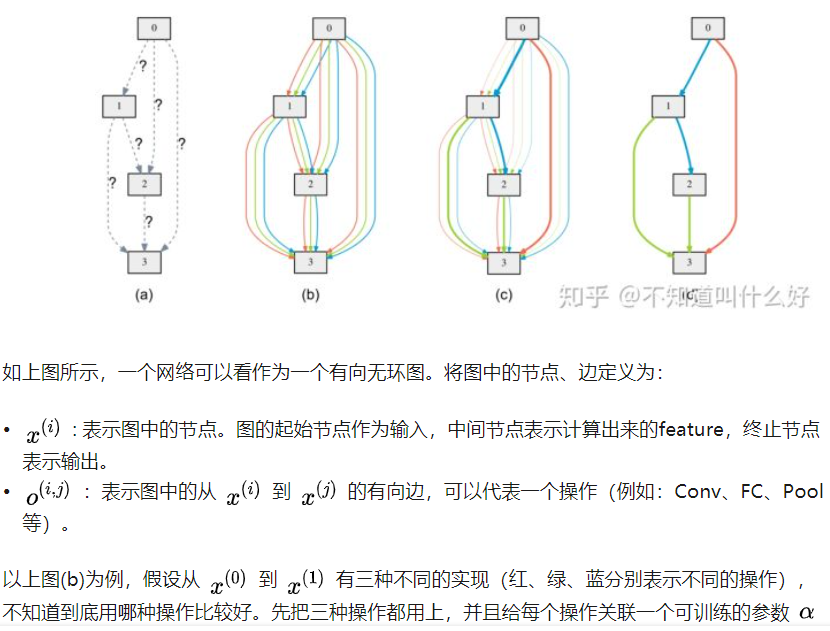 0 0 0 0
?
1 ? 1 1 1
? ?
? 2 2 2 2
?
3 3 3 3
(a) (b) (c) (d)
知乎 @不知道叫什么好
如上图所示，一个网络可以看作为一个有向无环图。将图中的节点、边定义为：
• x^(i)：表示图中的节点。图的起始节点作为输入，中间节点表示计算出来的feature，终止节点
表示输出。
• o^(i,j)：表示图中的从 x^(i) 到 x^(j) 的有向边，可以代表一个操作（例如：Conv、FC、Pool
等）。
以上图(b)为例，假设从 x^(0) 到 x^(1) 有三种不同的实现（红、绿、蓝分别表示不同的操作），
不知道到底用哪种操作比较好。先把三种操作都用上，并且给每个操作关联一个可训练的参数 α